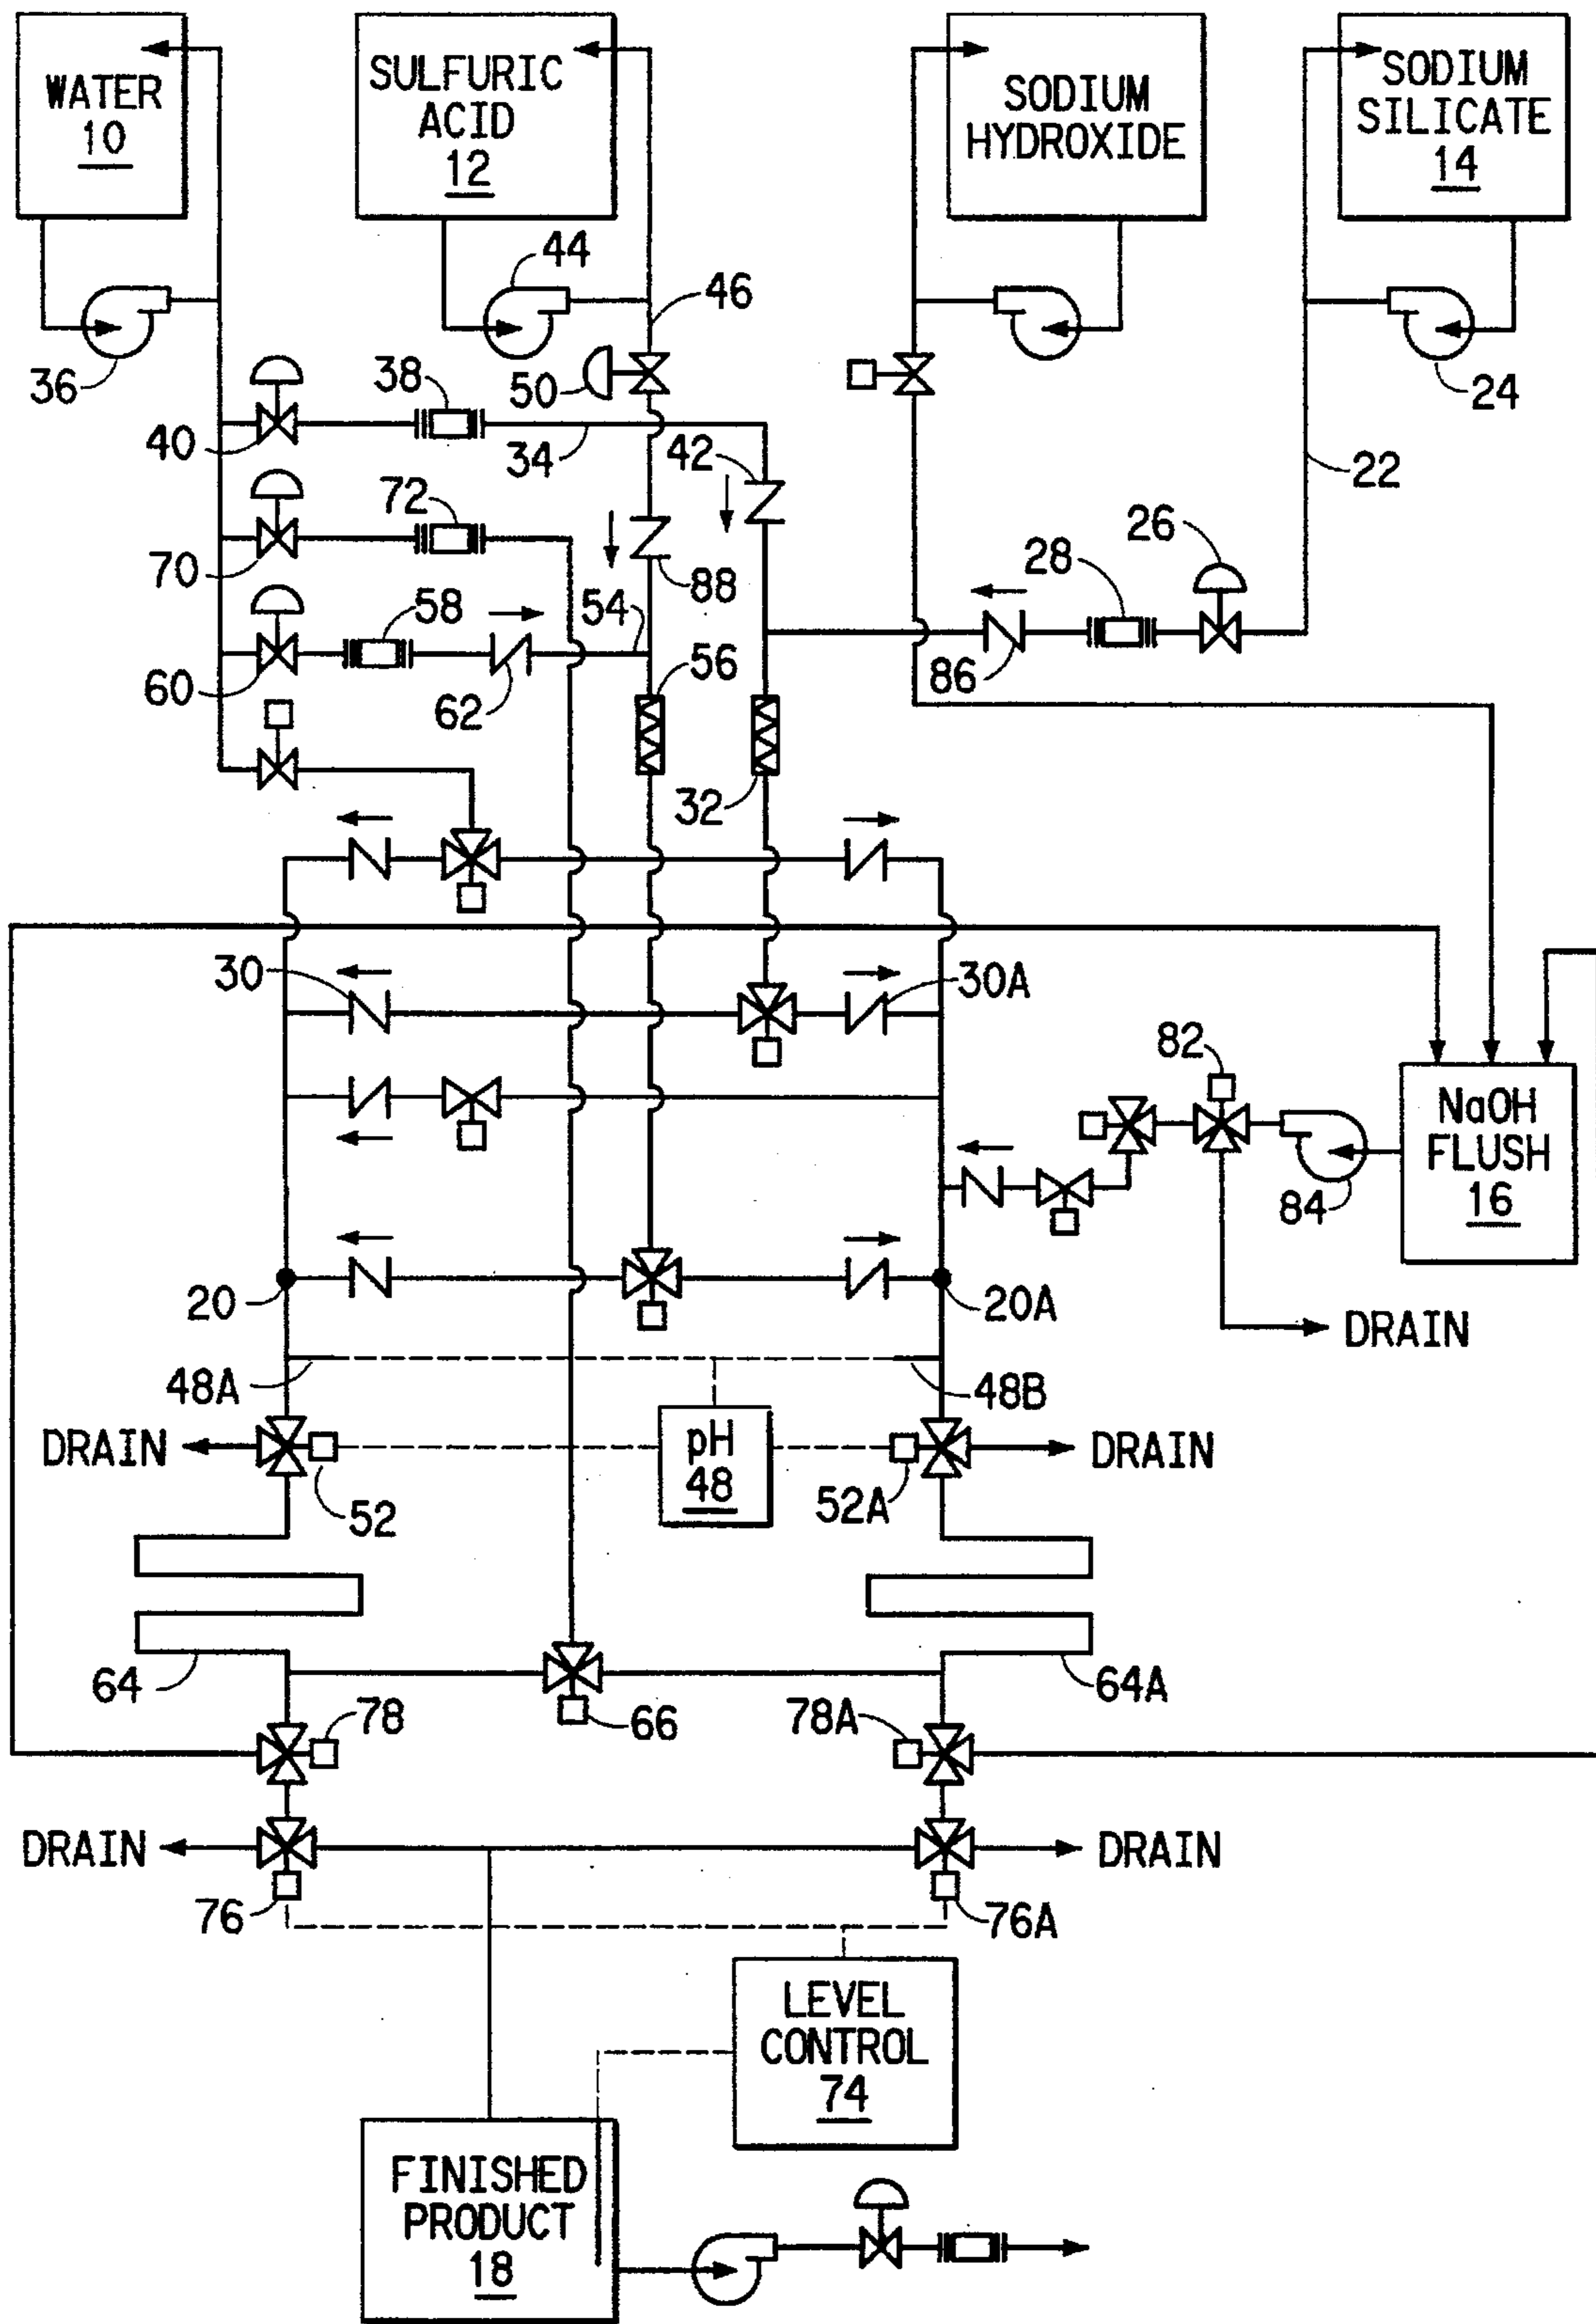 WATER
10
SULFURIC
ACID
12
SODIUM
HYDROXIDE
SODIUM
SILICATE
14
44
46
36
38
50
24
40
34
42
22
72
26
70
28
88
58
54
56
60
62
86
32
30
30A
82
NaOH
FLUSH
16
84
20
20A
DRAIN
48A
48B
DRAIN
pH
48
DRAIN
52
52A
64
64A
78
66
78A
DRAIN
DRAIN
76
76A
LEVEL
CONTROL
74
FINISHED
PRODUCT
18